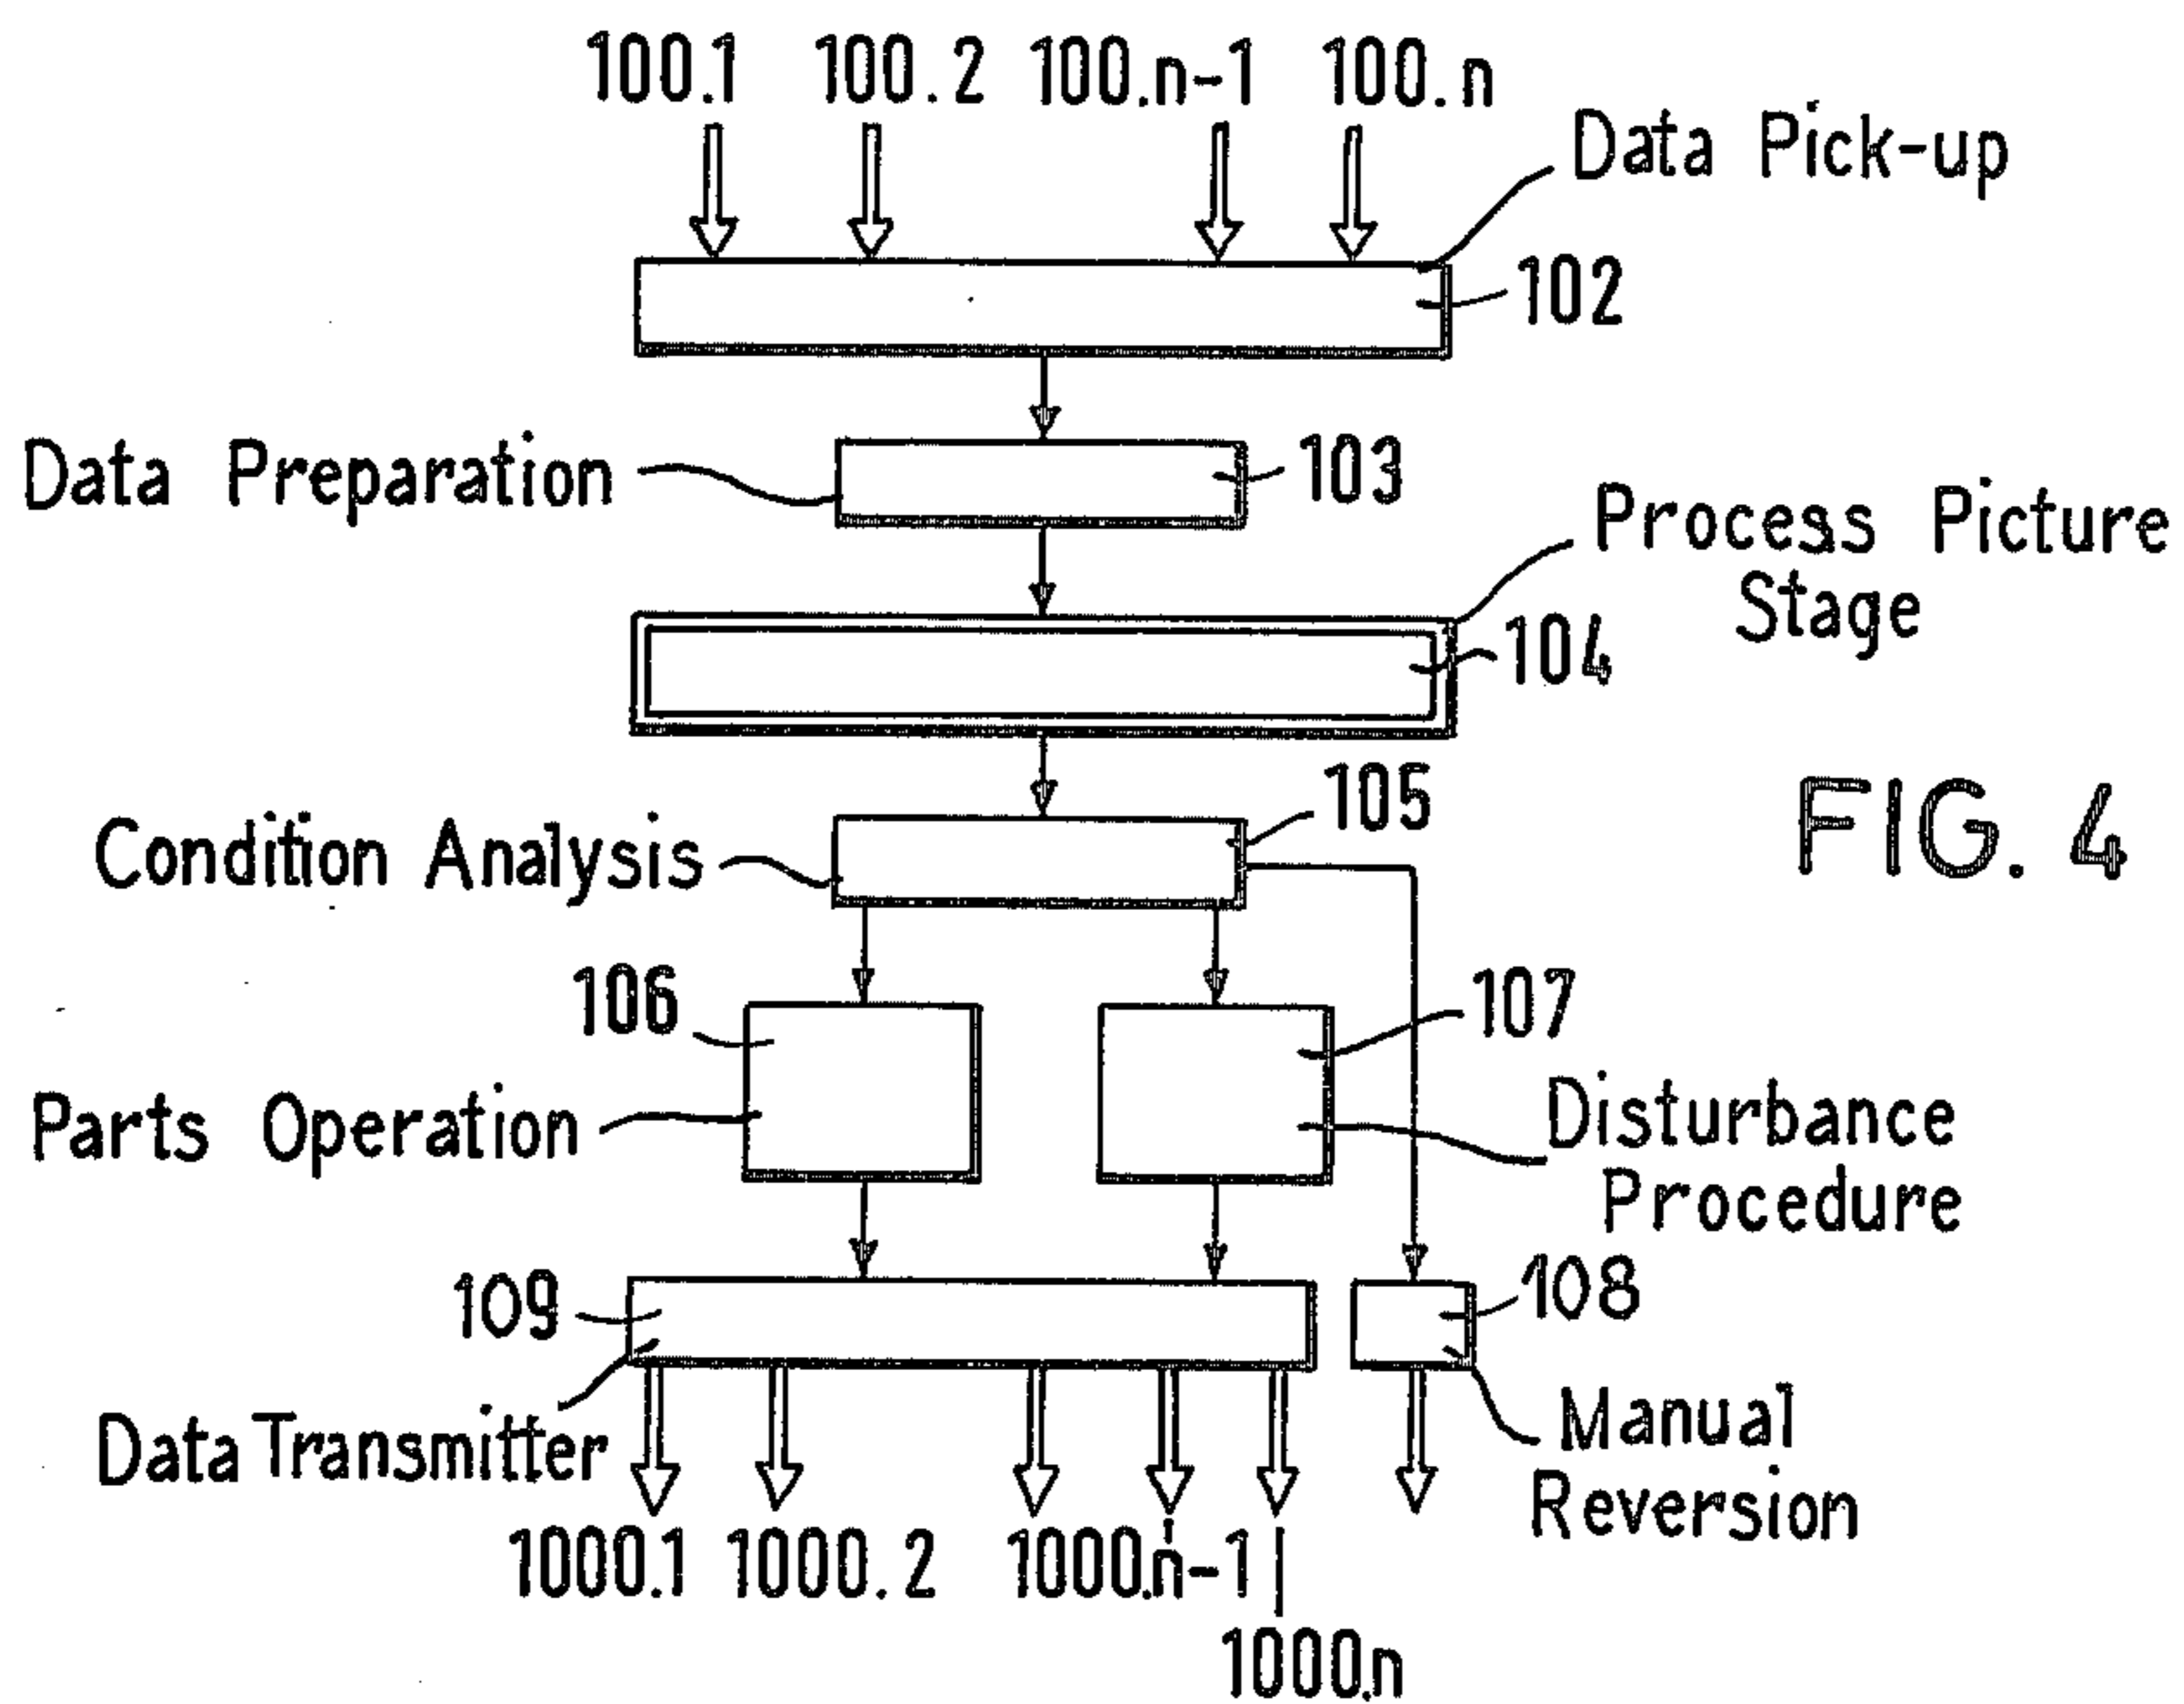 100.1 100.2 100.n-1 100.n
Data Pick-up
102
Data Preparation
103
Process Picture
Stage
104
105
Condition Analysis
FIG. 4
106
107
Parts Operation
Disturbance
Procedure
109
108
Data Transmitter
Manual
Reversion
1000.1 1000.2 1000.n-1
1000.n